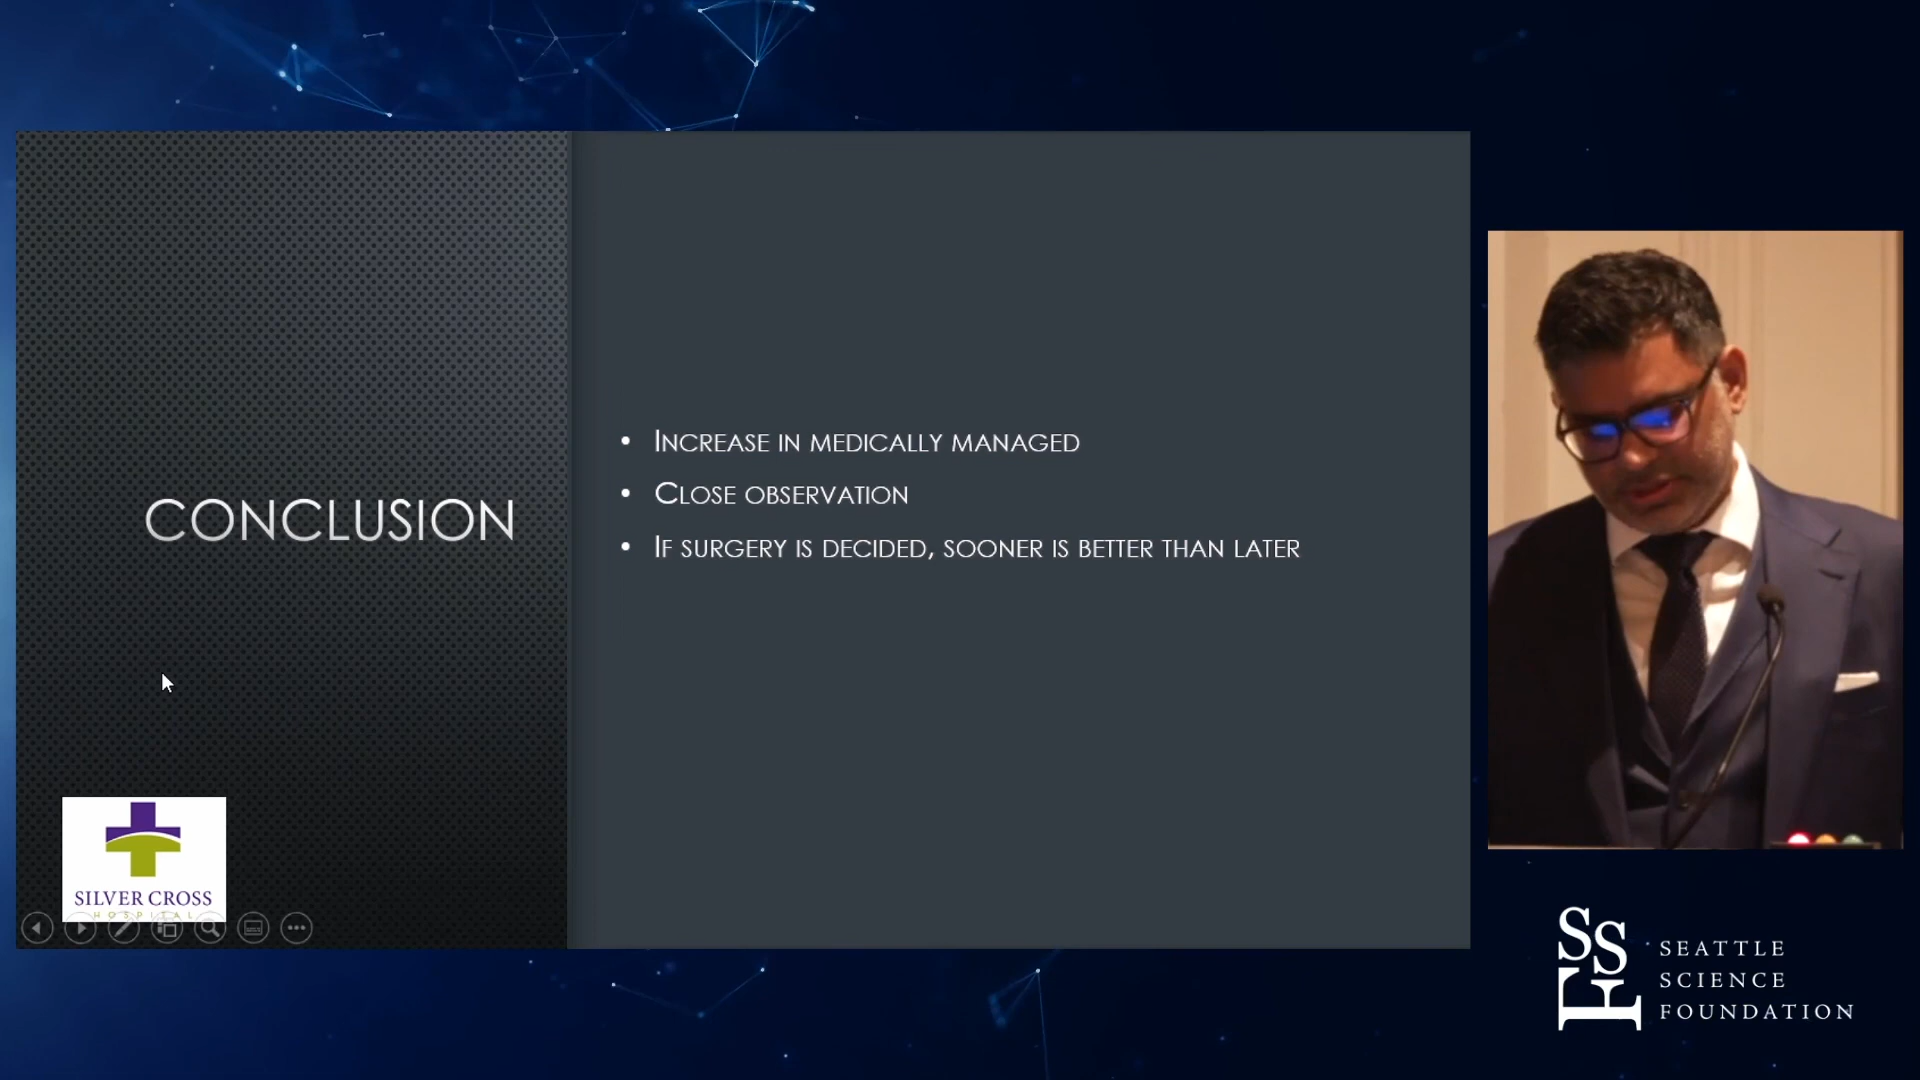 CONCLUSION
• INCREASE IN MEDICALLY MANAGED
• CLOSE OBSERVATION
• IF SURGERY IS DECIDED, SOONER IS BETTER THAN LATER
SILVER CROSS
HOSPITAL
SSF
SEATTLE
SCIENCE
FOUNDATION